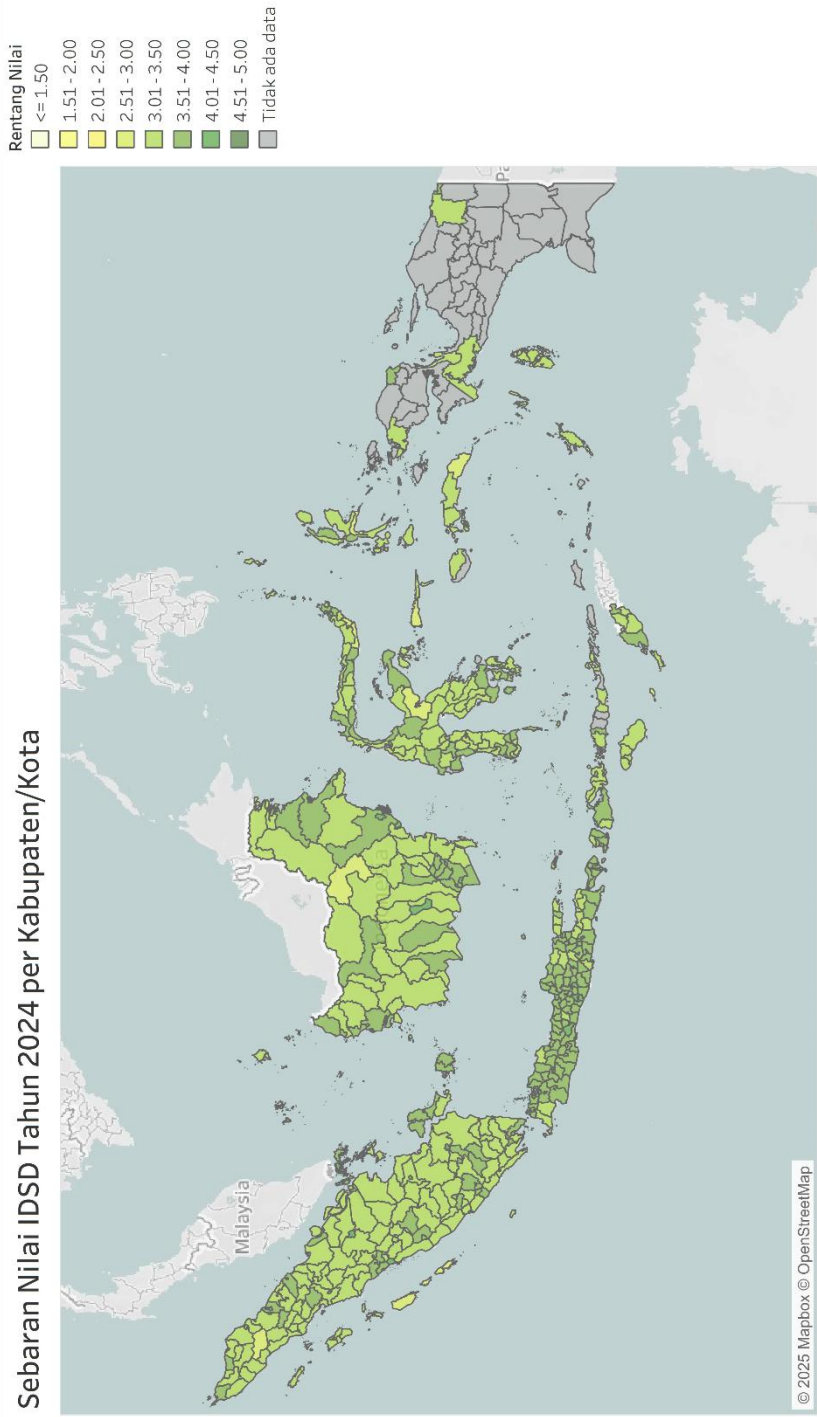 Sebaran Nilai IDSD Tahun 2024 per Kabupaten/Kota
Rentang Nilai
<= 1.50
1.51 - 2.00
2.01 - 2.50
2.51 - 3.00
3.01 - 3.50
3.51 - 4.00
4.01 - 4.50
4.51 - 5.00
Tidak ada data
Malaysia
Pa
© 2025 Mapbox © OpenStreetMap